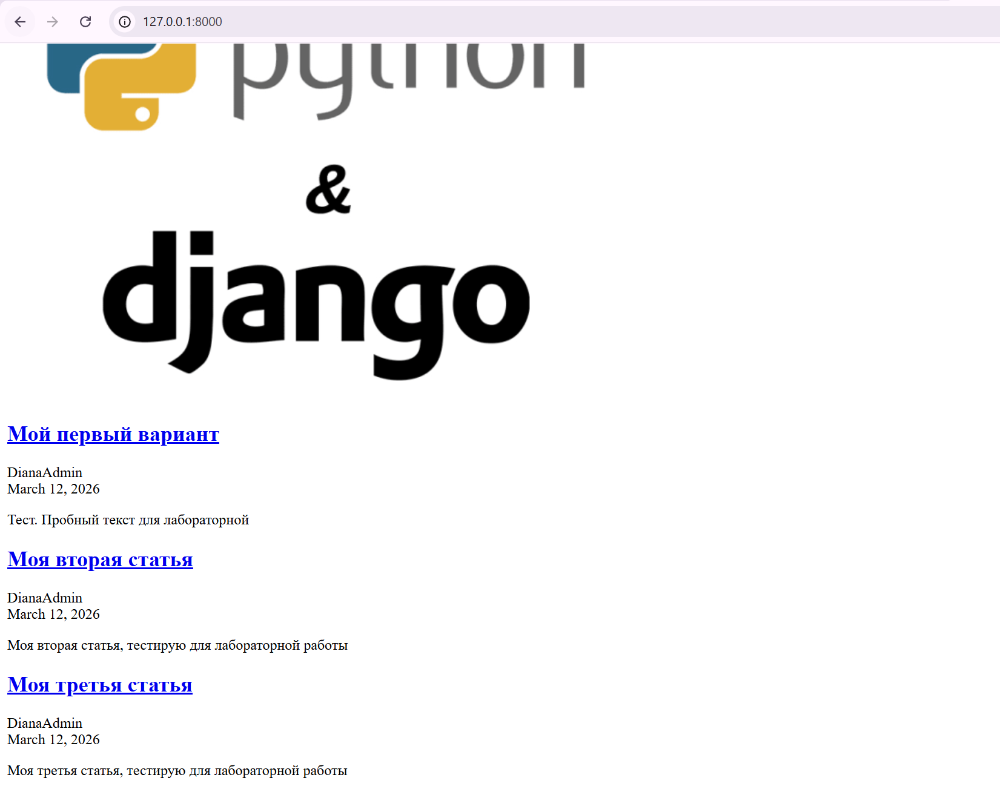 127.0.0.1:8000
python
&
django
Мой первый вариант
DianaAdmin
March 12, 2026
Тест. Пробный текст для лабораторной
Моя вторая статья
DianaAdmin
March 12, 2026
Моя вторая статья, тестирую для лабораторной работы
Моя третья статья
DianaAdmin
March 12, 2026
Моя третья статья, тестирую для лабораторной работы